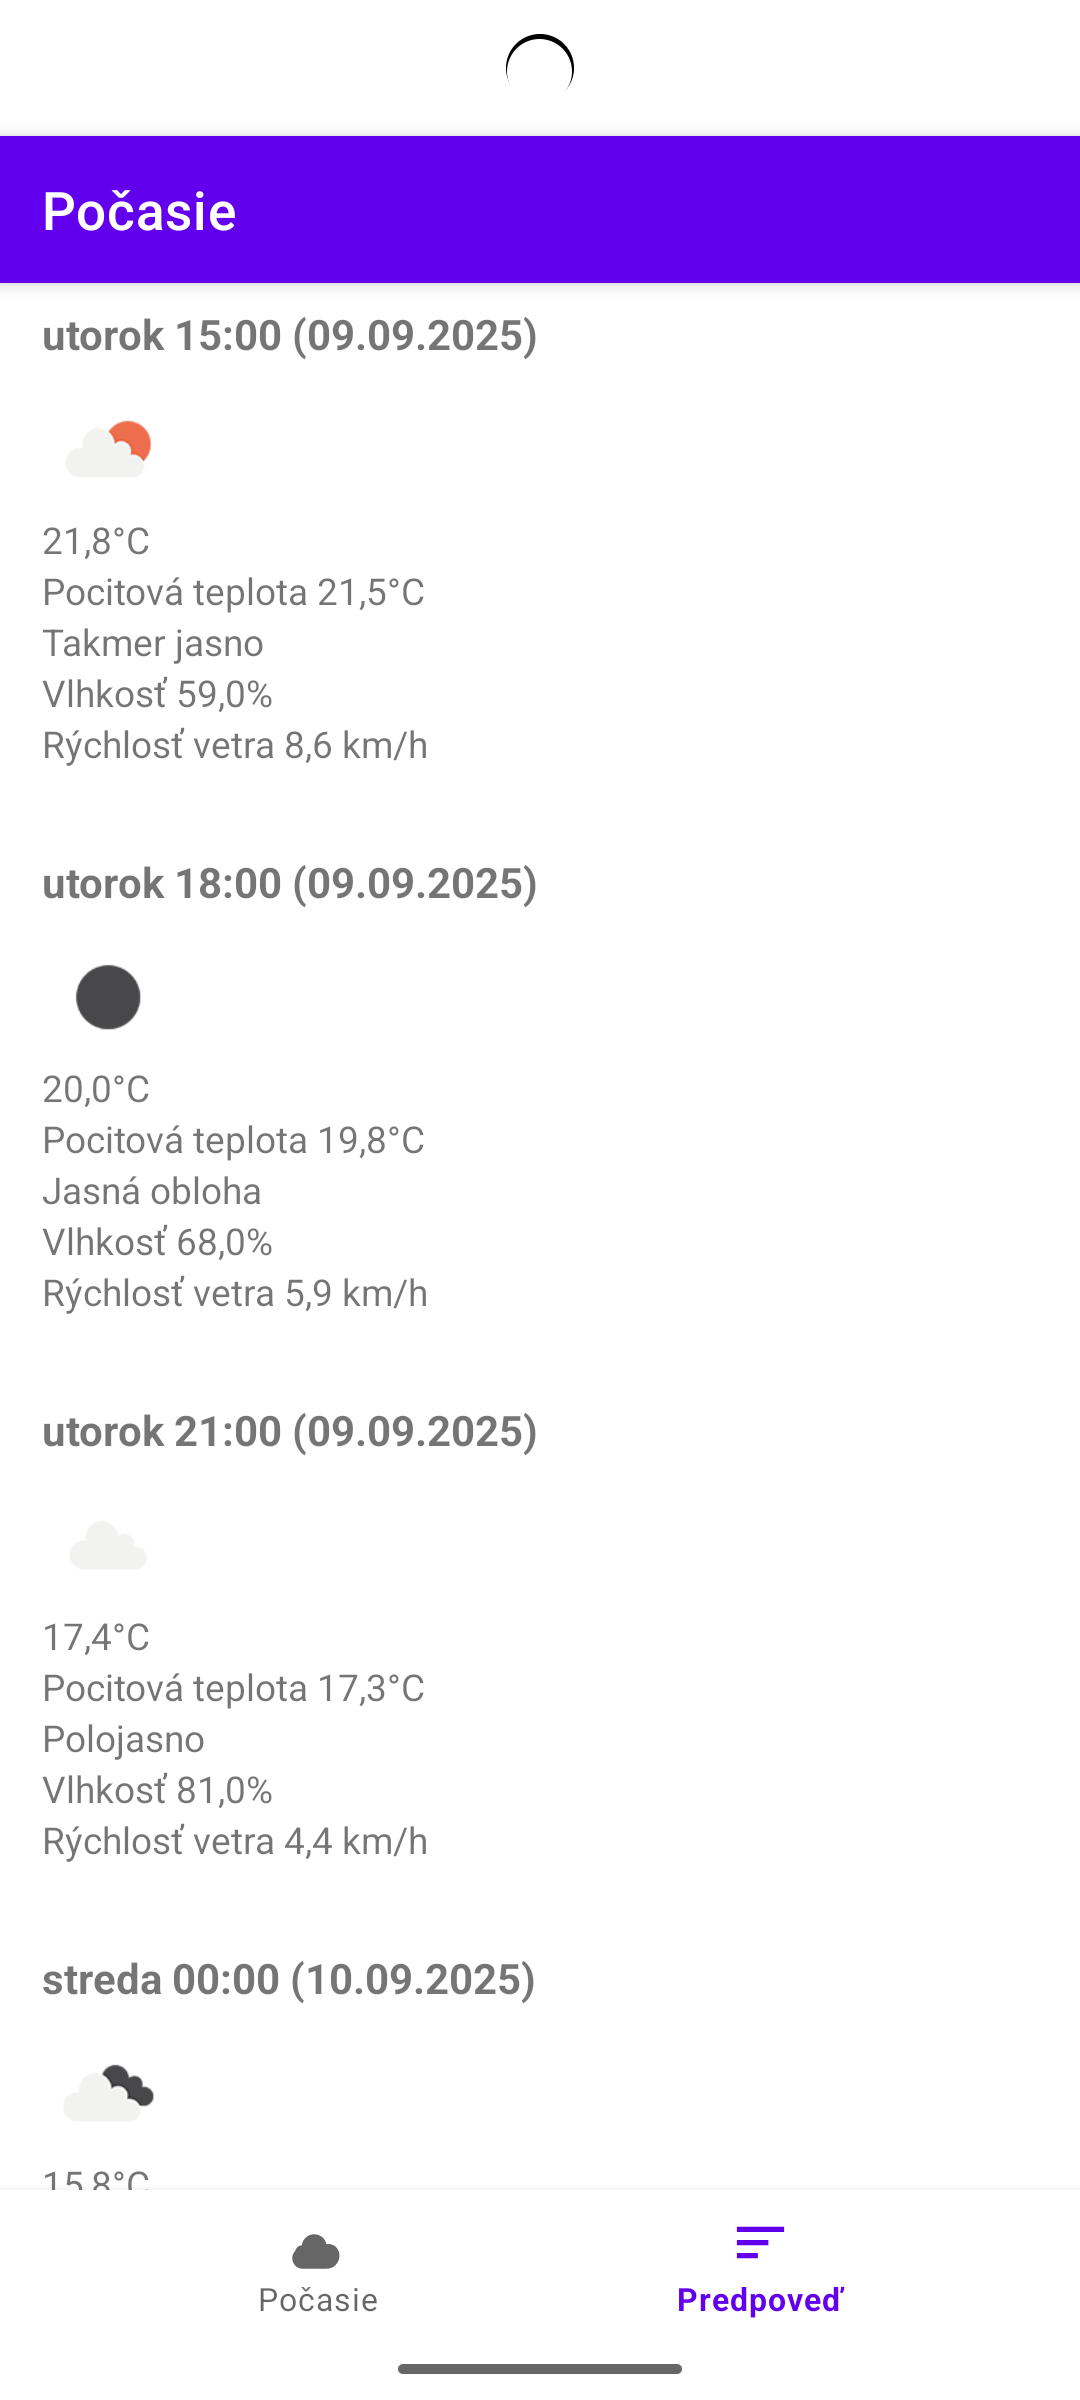 Počasie
utorok 15:00 (09.09.2025)
21,8°C
Pocitová teplota 21,5°C
Takmer jasno
Vlhkosť 59,0%
Rýchlosť vetra 8,6 km/h
utorok 18:00 (09.09.2025)
20,0°C
Pocitová teplota 19,8°C
Jasná obloha
Vlhkosť 68,0%
Rýchlosť vetra 5,9 km/h
utorok 21:00 (09.09.2025)
17,4°C
Pocitová teplota 17,3°C
Polojasno
Vlhkosť 81,0%
Rýchlosť vetra 4,4 km/h
streda 00:00 (10.09.2025)
15,8°C
Počasie
Predpoveď